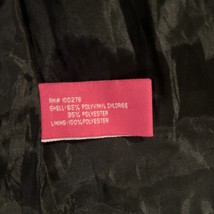 RN# 100276
SHELL/65% POLYVINYL CHLORIDE
35% POLYESTER
LINING/100% POLYESTER